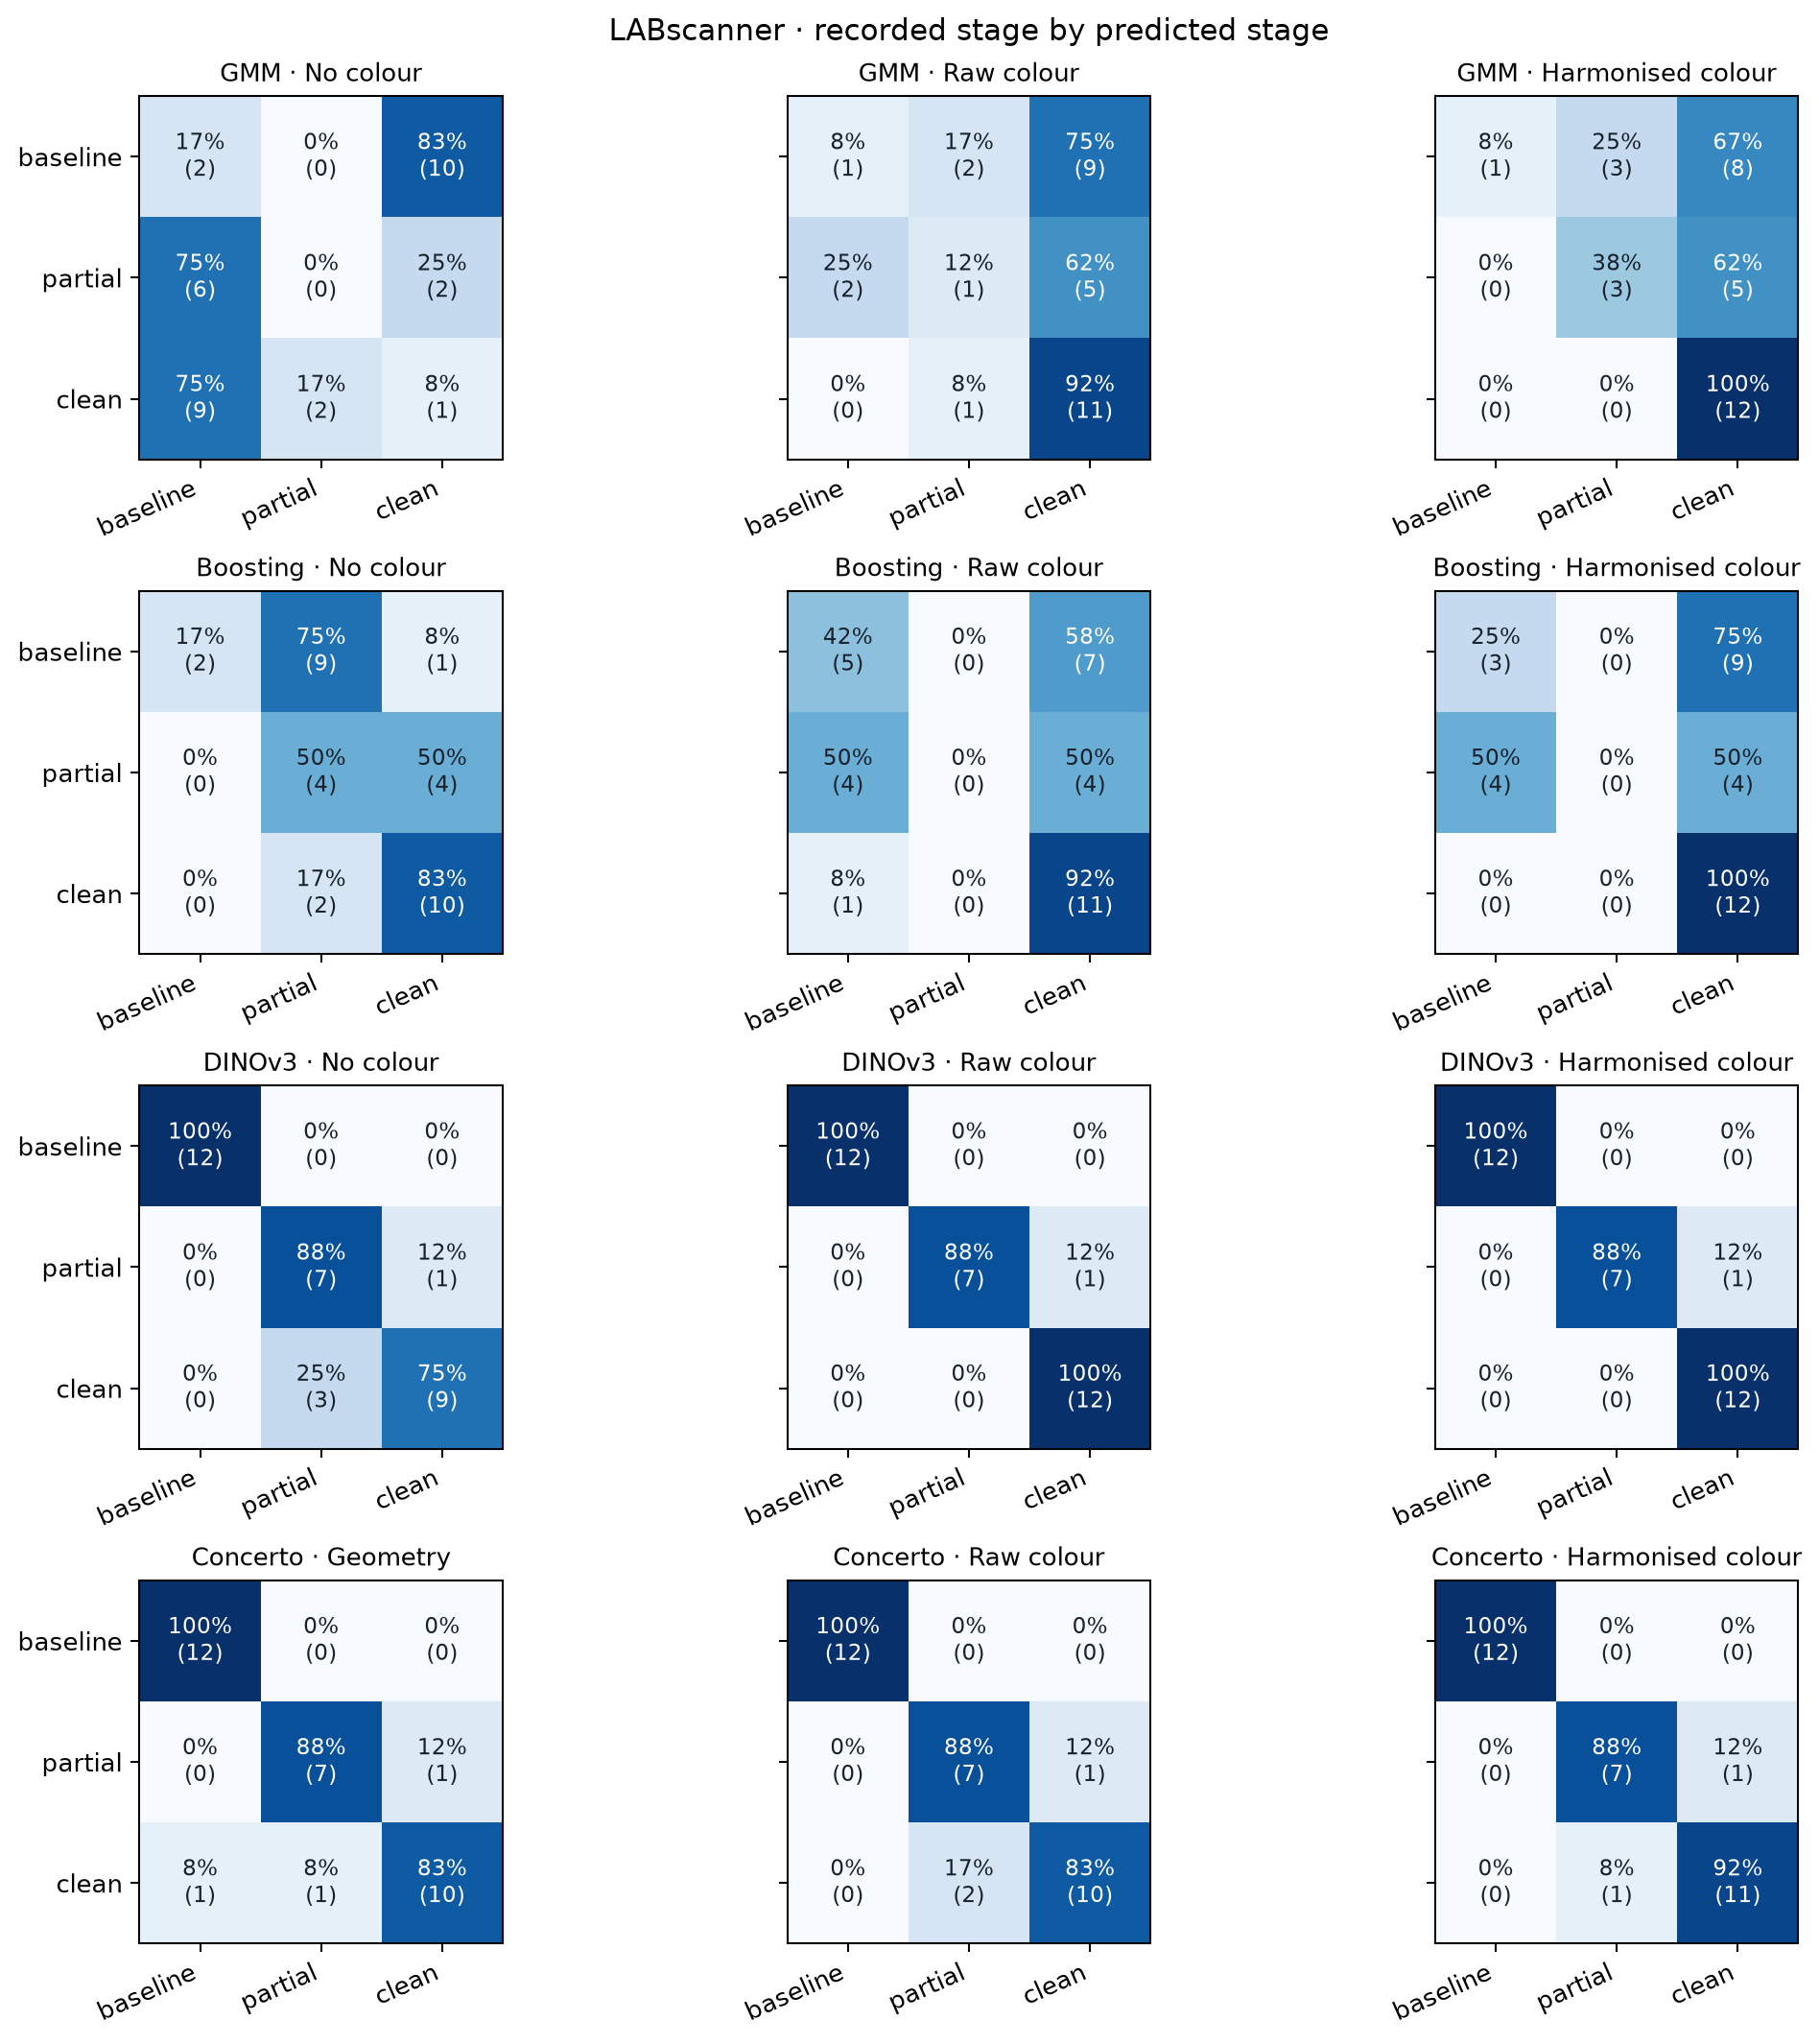 LABscanner · recorded stage by predicted stage
GMM · No colour
GMM · Raw colour
GMM · Harmonised colour
baseline
17% 0% 83%
(2) (0) (10)
8% 17% 75%
(1) (2) (9)
8% 25% 67%
(1) (3) (8)
partial
75% 0% 25%
(6) (0) (2)
25% 12% 62%
(2) (1) (5)
0% 38% 62%
(0) (3) (5)
clean
75% 17% 8%
(9) (2) (1)
0% 8% 92%
(0) (1) (11)
0% 0% 100%
(0) (0) (12)
baseline partial clean
baseline partial clean
baseline partial clean
Boosting · No colour
Boosting · Raw colour
Boosting · Harmonised colour
baseline
17% 75% 8%
(2) (9) (1)
42% 0% 58%
(5) (0) (7)
25% 0% 75%
(3) (0) (9)
partial
0% 50% 50%
(0) (4) (4)
50% 0% 50%
(4) (0) (4)
50% 0% 50%
(4) (0) (4)
clean
0% 17% 83%
(0) (2) (10)
8% 0% 92%
(1) (0) (11)
0% 0% 100%
(0) (0) (12)
baseline partial clean
baseline partial clean
baseline partial clean
DINOv3 · No colour
DINOv3 · Raw colour
DINOv3 · Harmonised colour
baseline
100% 0% 0%
(12) (0) (0)
100% 0% 0%
(12) (0) (0)
100% 0% 0%
(12) (0) (0)
partial
0% 88% 12%
(0) (7) (1)
0% 88% 12%
(0) (7) (1)
0% 88% 12%
(0) (7) (1)
clean
0% 25% 75%
(0) (3) (9)
0% 0% 100%
(0) (0) (12)
0% 0% 100%
(0) (0) (12)
baseline partial clean
baseline partial clean
baseline partial clean
Concerto · Geometry
Concerto · Raw colour
Concerto · Harmonised colour
baseline
100% 0% 0%
(12) (0) (0)
100% 0% 0%
(12) (0) (0)
100% 0% 0%
(12) (0) (0)
partial
0% 88% 12%
(0) (7) (1)
0% 88% 12%
(0) (7) (1)
0% 88% 12%
(0) (7) (1)
clean
8% 8% 83%
(1) (1) (10)
0% 17% 83%
(0) (2) (10)
0% 8% 92%
(0) (1) (11)
baseline partial clean
baseline partial clean
baseline partial clean